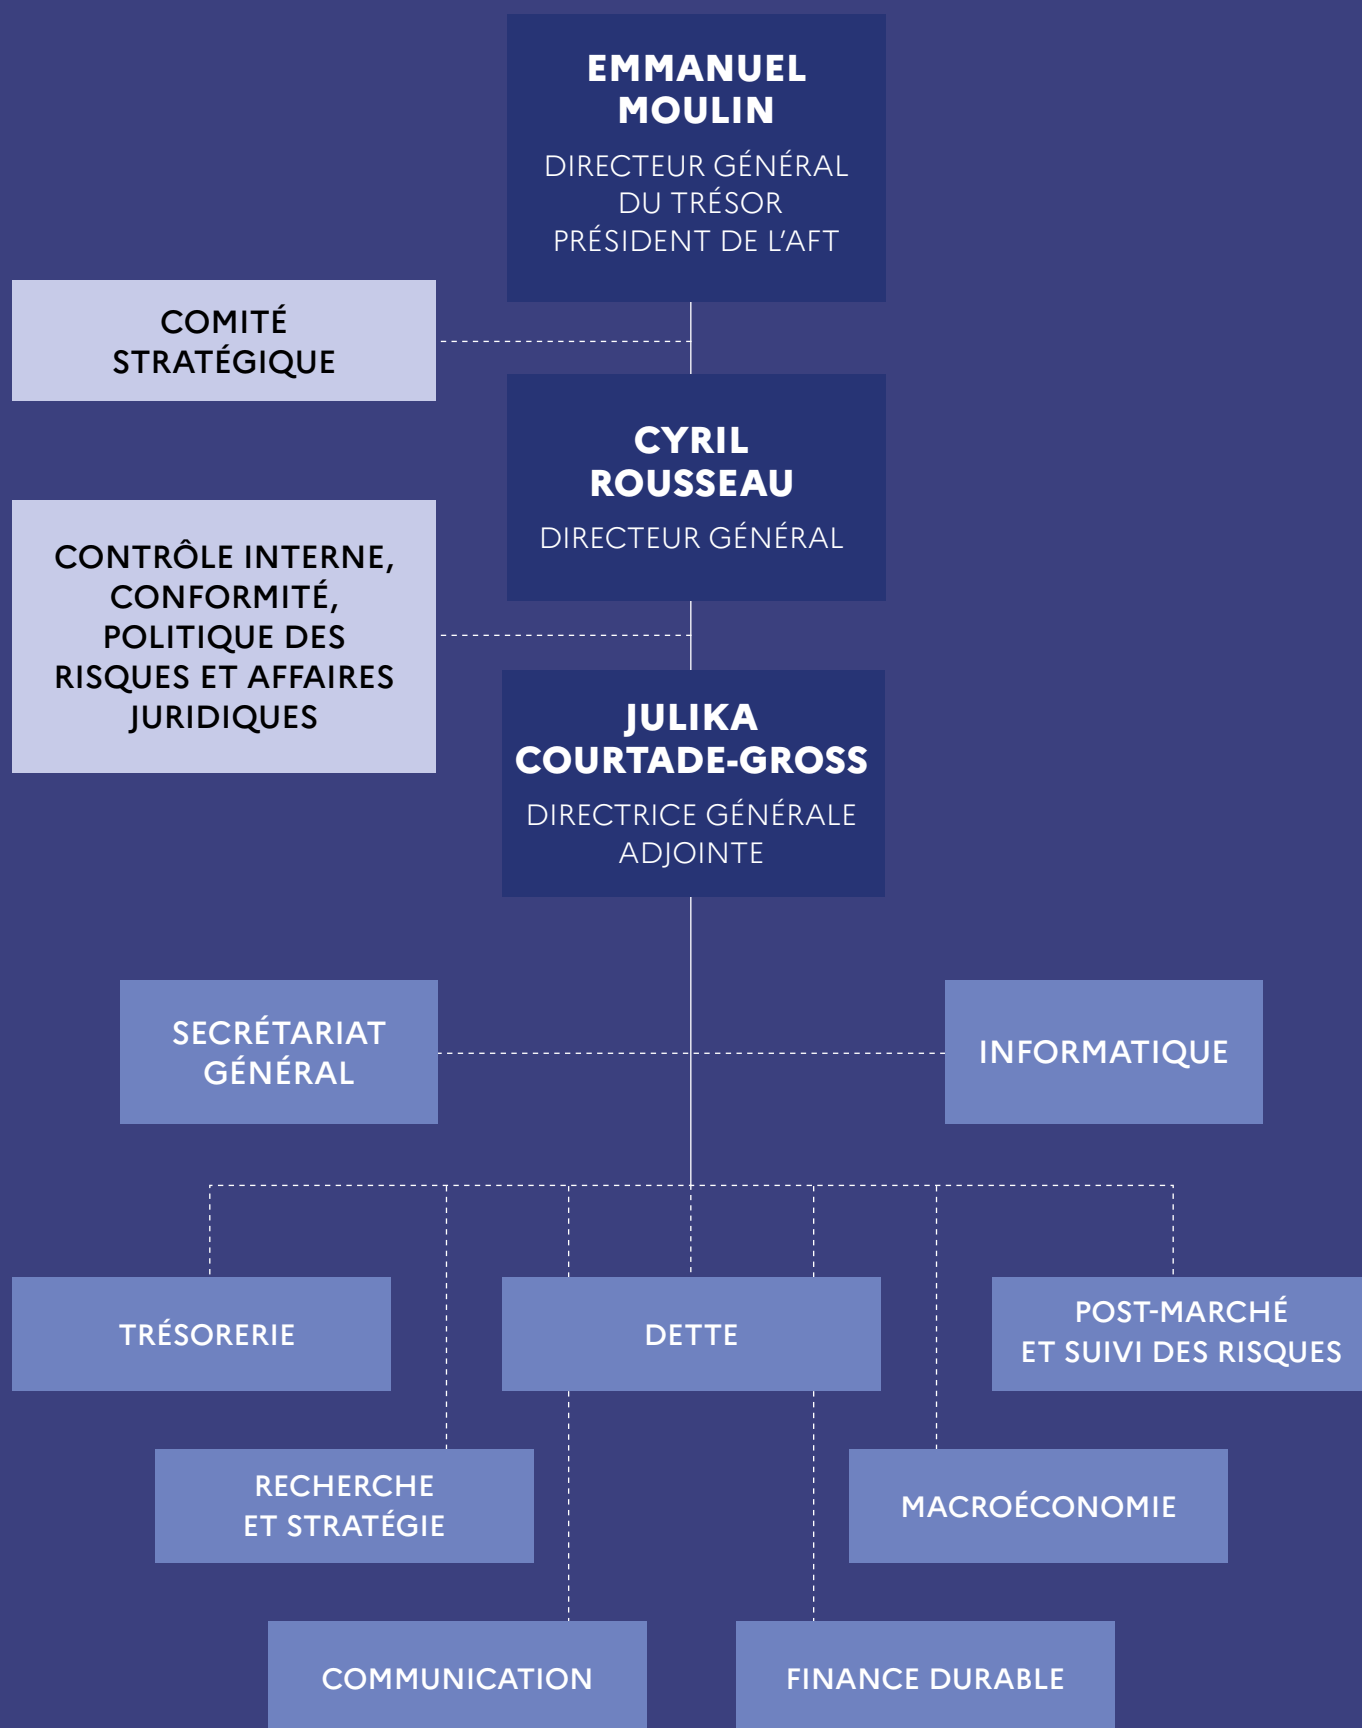 EMMANUEL
MOULIN
DIRECTEUR GÉNÉRAL
DU TRÉSOR
PRÉSIDENT DE L'AFT
COMITÉ
STRATÉGIQUE
CYRIL
ROUSSEAU
DIRECTEUR GÉNÉRAL
CONTRÔLE INTERNE,
CONFORMITÉ,
POLITIQUE DES
RISQUES ET AFFAIRES
JURIDIQUES
JULIKA
COURTADE-GROSS
DIRECTRICE GÉNÉRALE
ADJOINTE
SECRÉTARIAT
GÉNÉRAL
INFORMATIQUE
TRÉSORERIE
DETTE
POST-MARCHÉ
ET SUIVI DES RISQUES
RECHERCHE
ET STRATÉGIE
MACROÉCONOMIE
COMMUNICATION
FINANCE DURABLE